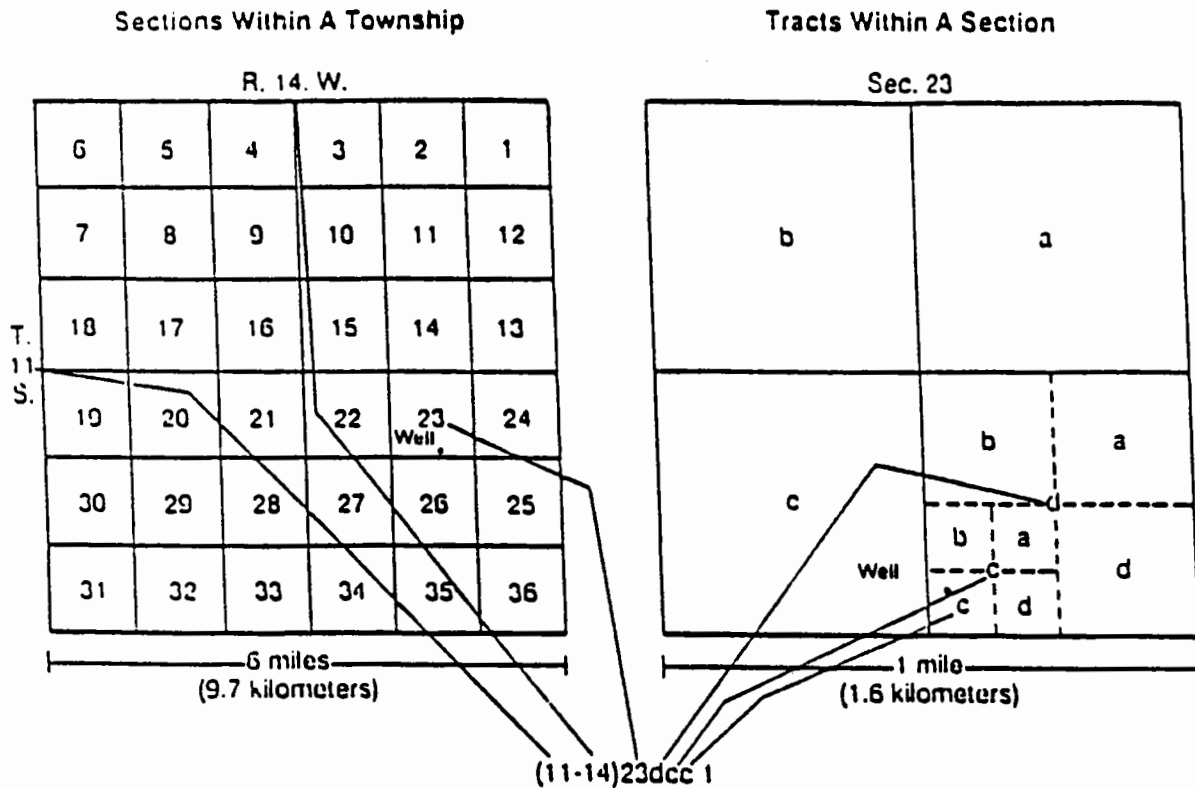 Sections Within A Township
Tracts Within A Section
R. 14. W.
Sec. 23
6 5 4 3 2 1
7 8 9 10 11 12
18 17 16 15 14 13
T.
11
S.
19 20 21 22 23 24
Well
30 29 28 27 26 25
31 32 33 34 35 36
6 miles
(9.7 kilometers)
b a
b a
c
d
b a
c
d
Well
c d
1 mile
(1.6 kilometers)
(11-14)23dcc 1